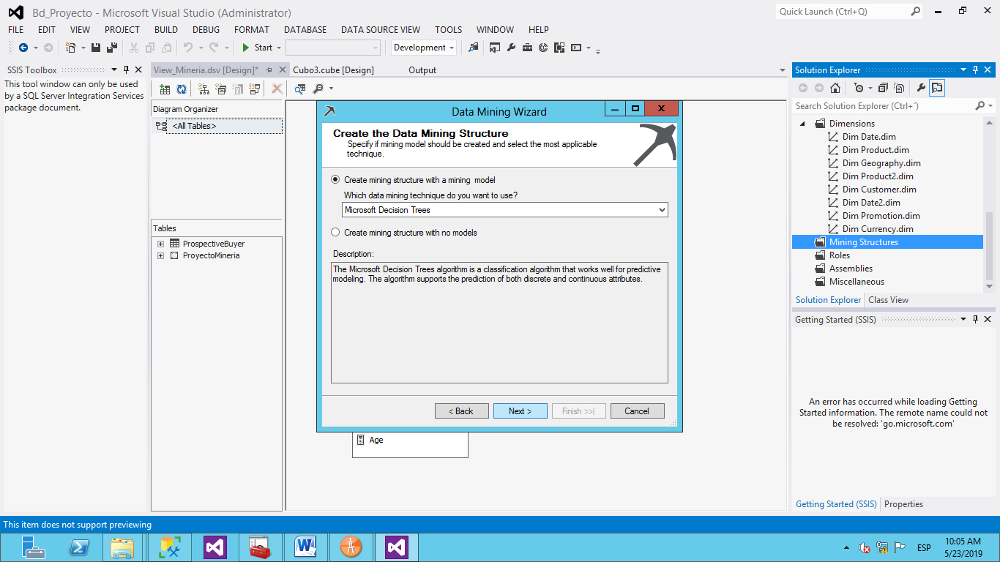 Bd_Proyecto - Microsoft Visual Studio (Administrator)
Quick Launch (Ctrl+Q)
FILE EDIT VIEW PROJECT BUILD DEBUG FORMAT DATABASE DATA SOURCE VIEW TOOLS WINDOW HELP
Start
Development
SSIS Toolbox
This tool window can only be used
by a SQL Server Integration Services
package document.
View_Mineria.dsv [Design]*
Cubo3.cube [Design]
Output
Diagram Organizer
<All Tables>
Tables
ProspectiveBuyer
ProyectoMineria
Data Mining Wizard
Create the Data Mining Structure
Specify if mining model should be created and select the most applicable
technique.
Create mining structure with a mining model
Which data mining technique do you want to use?
Microsoft Decision Trees
Create mining structure with no models
Description:
The Microsoft Decision Trees algorithm is a classification algorithm that works well for predictive
modeling. The algorithm supports the prediction of both discrete and continuous attributes.
< Back
Next >
Finish >>|
Cancel
Age
Solution Explorer
Search Solution Explorer (Ctrl+´)
Dimensions
Dim Date.dim
Dim Product.dim
Dim Geography.dim
Dim Product2.dim
Dim Customer.dim
Dim Date2.dim
Dim Promotion.dim
Dim Currency.dim
Mining Structures
Roles
Assemblies
Miscellaneous
Solution Explorer
Class View
Getting Started (SSIS)
An error has occurred while loading Getting
Started information. The remote name could not
be resolved: 'go.microsoft.com'
Getting Started (SSIS)
Properties
This item does not support previewing
ESP
10:05 AM
5/23/2019